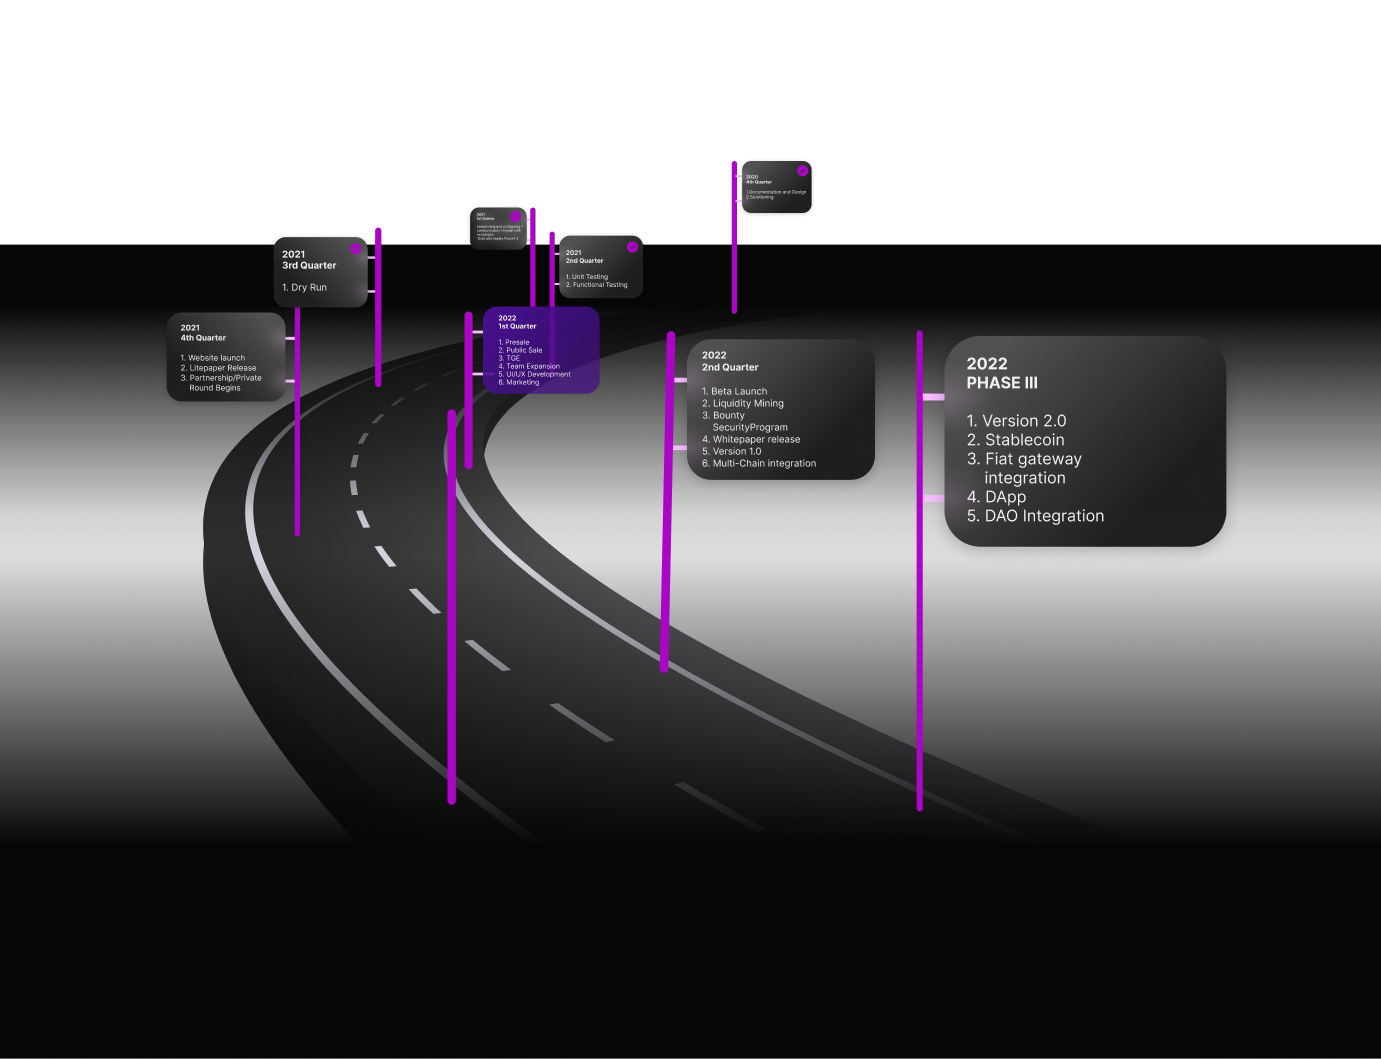 2020
4th Quarter
1.Documentation and Design
2.Solutioning
2021
1st Quarter
communication channel with
exchanges
2021
2nd Quarter
1. Unit Testing
2. Functional Testing
2021
3rd Quarter
1. Dry Run
2021
4th Quarter
1. Website launch
2. Litepaper Release
3. Partnership/Private
Round Begins
2022
1st Quarter
1. Presale
2. Public Sale
3. TGE
4. Team Expansion
5. UI/UX Development
6. Marketing
2022
2nd Quarter
1. Beta Launch
2. Liquidity Mining
3. Bounty
SecurityProgram
4. Whitepaper release
5. Version 1.0
6. Multi-Chain integration
2022
PHASE III
1. Version 2.0
2. Stablecoin
3. Fiat gateway
integration
4. DApp
5. DAO Integration